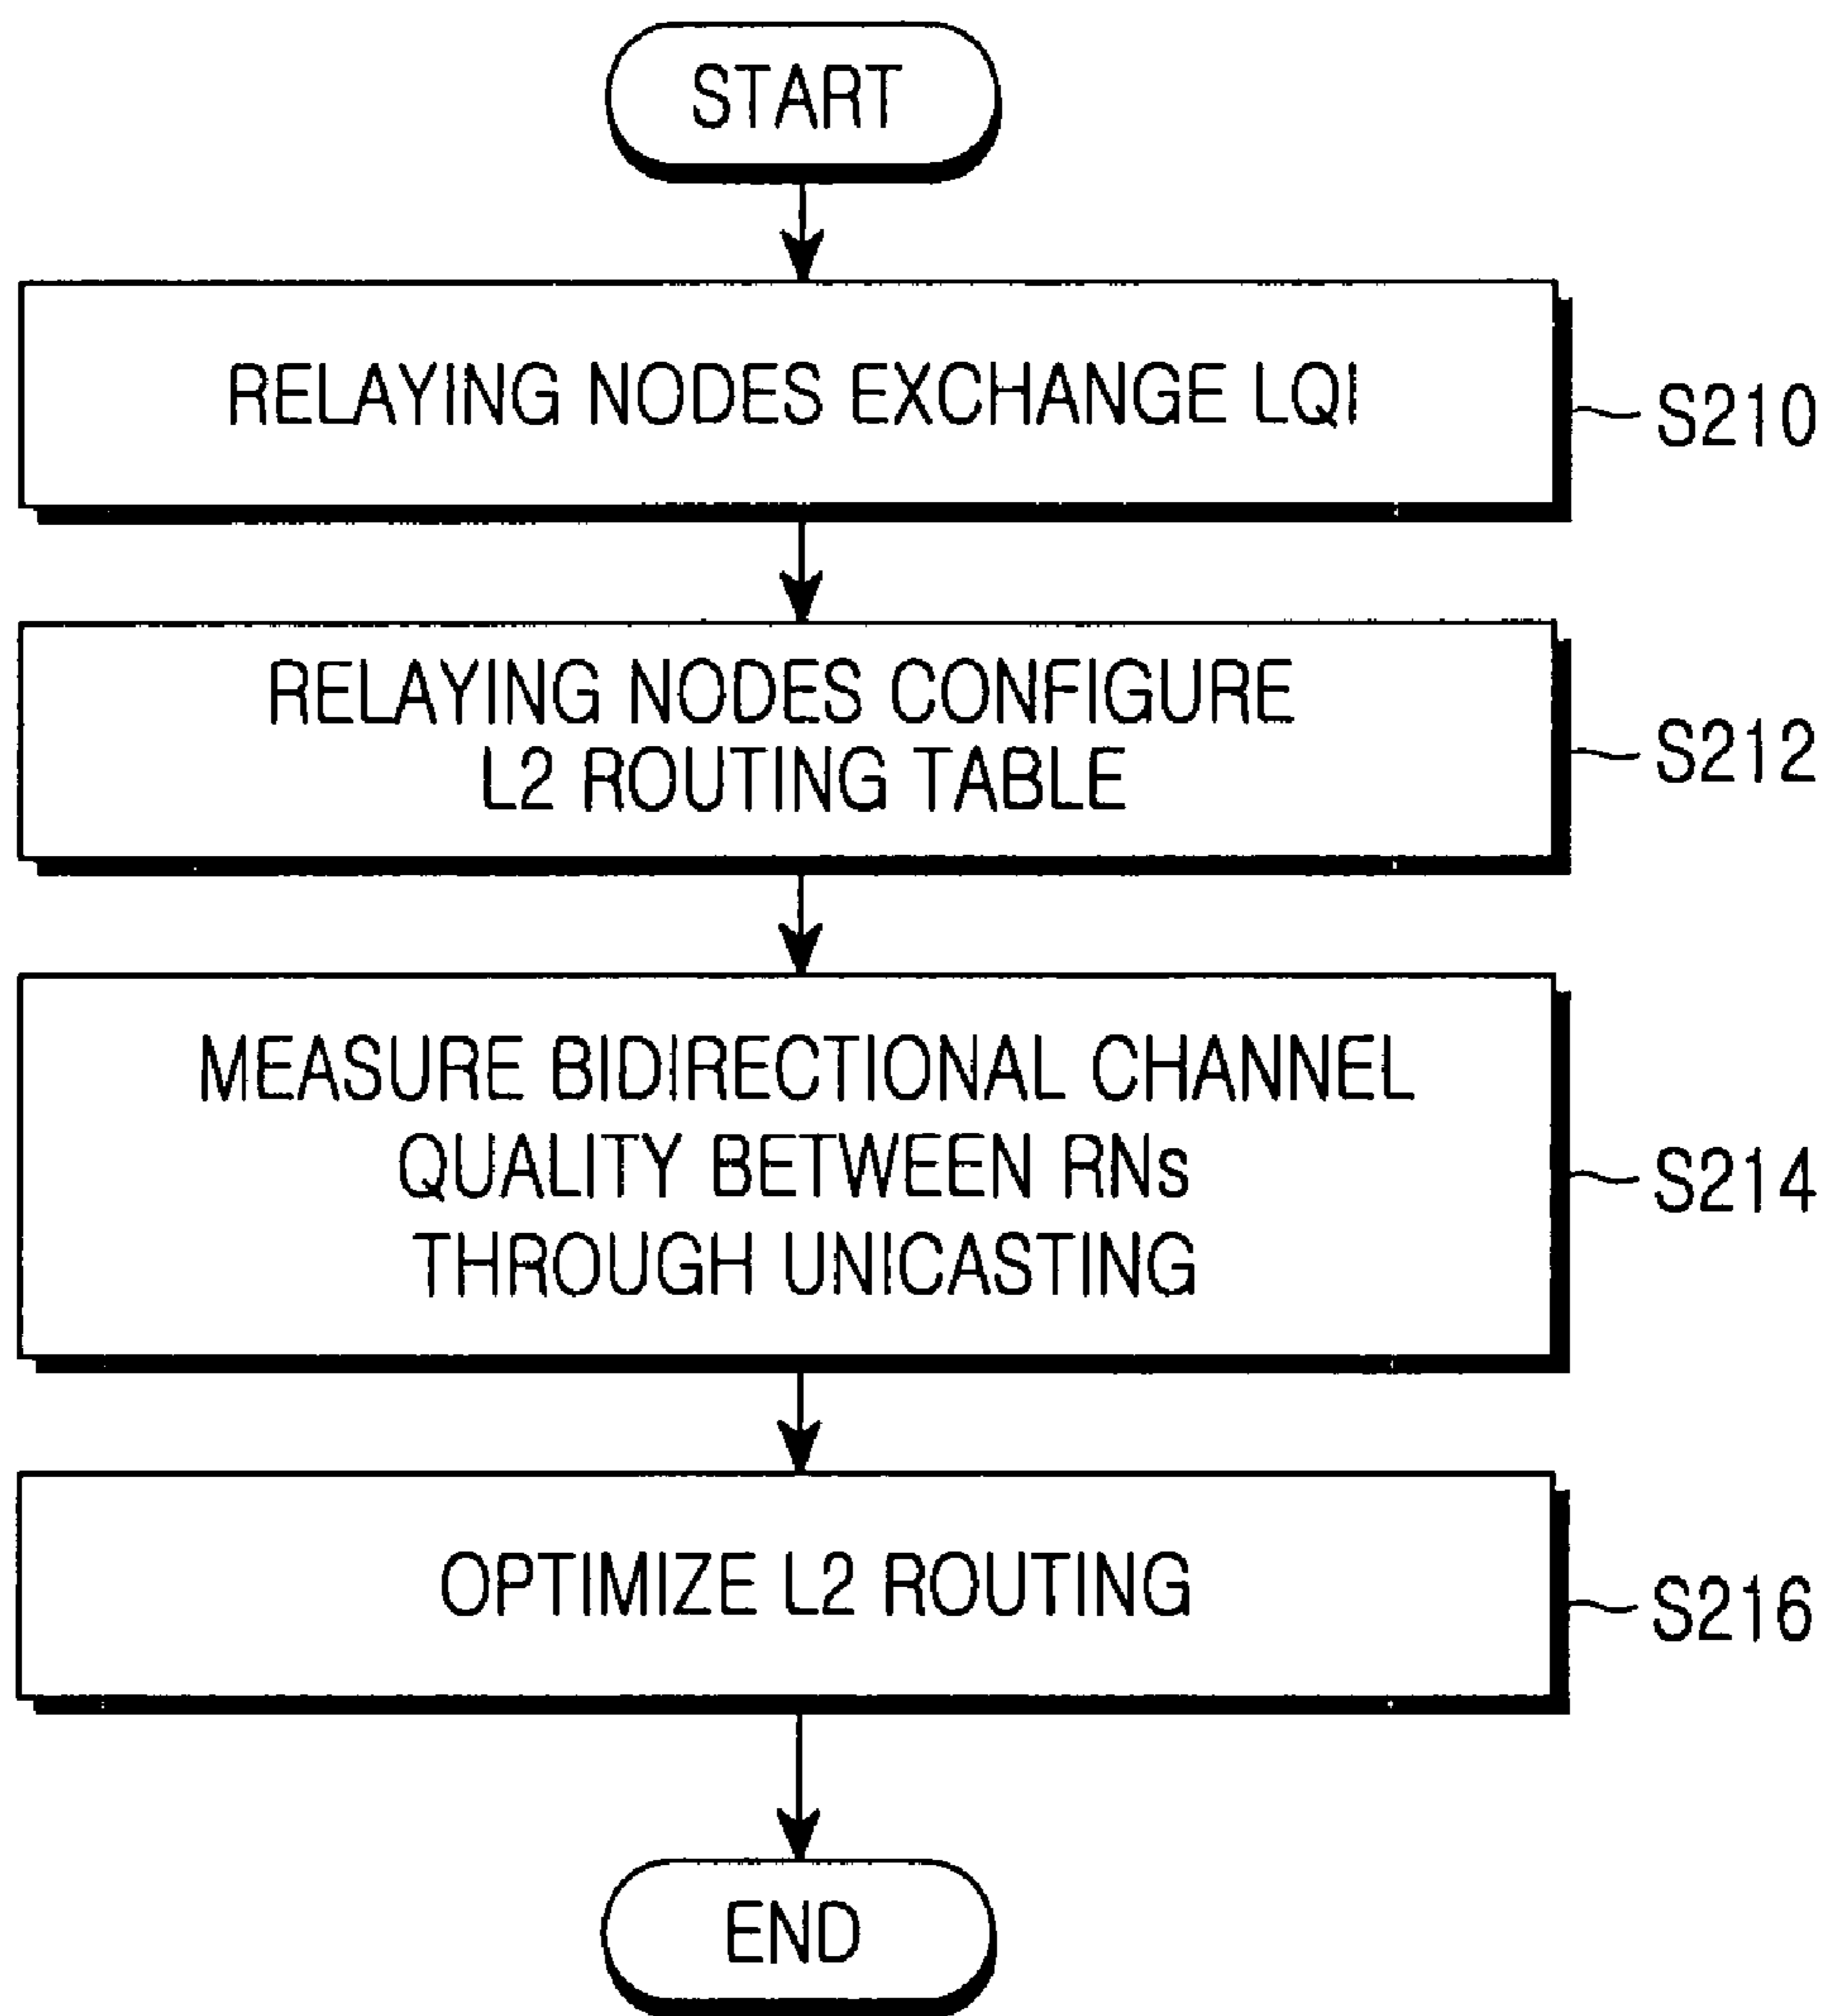 START
RELAYING NODES EXCHANGE LQI
S210
RELAYING NODES CONFIGURE
L2 ROUTING TABLE
S212
MEASURE BIDIRECTIONAL CHANNEL
QUALITY BETWEEN RNs
THROUGH UNICASTING
S214
OPTIMIZE L2 ROUTING
S216
END